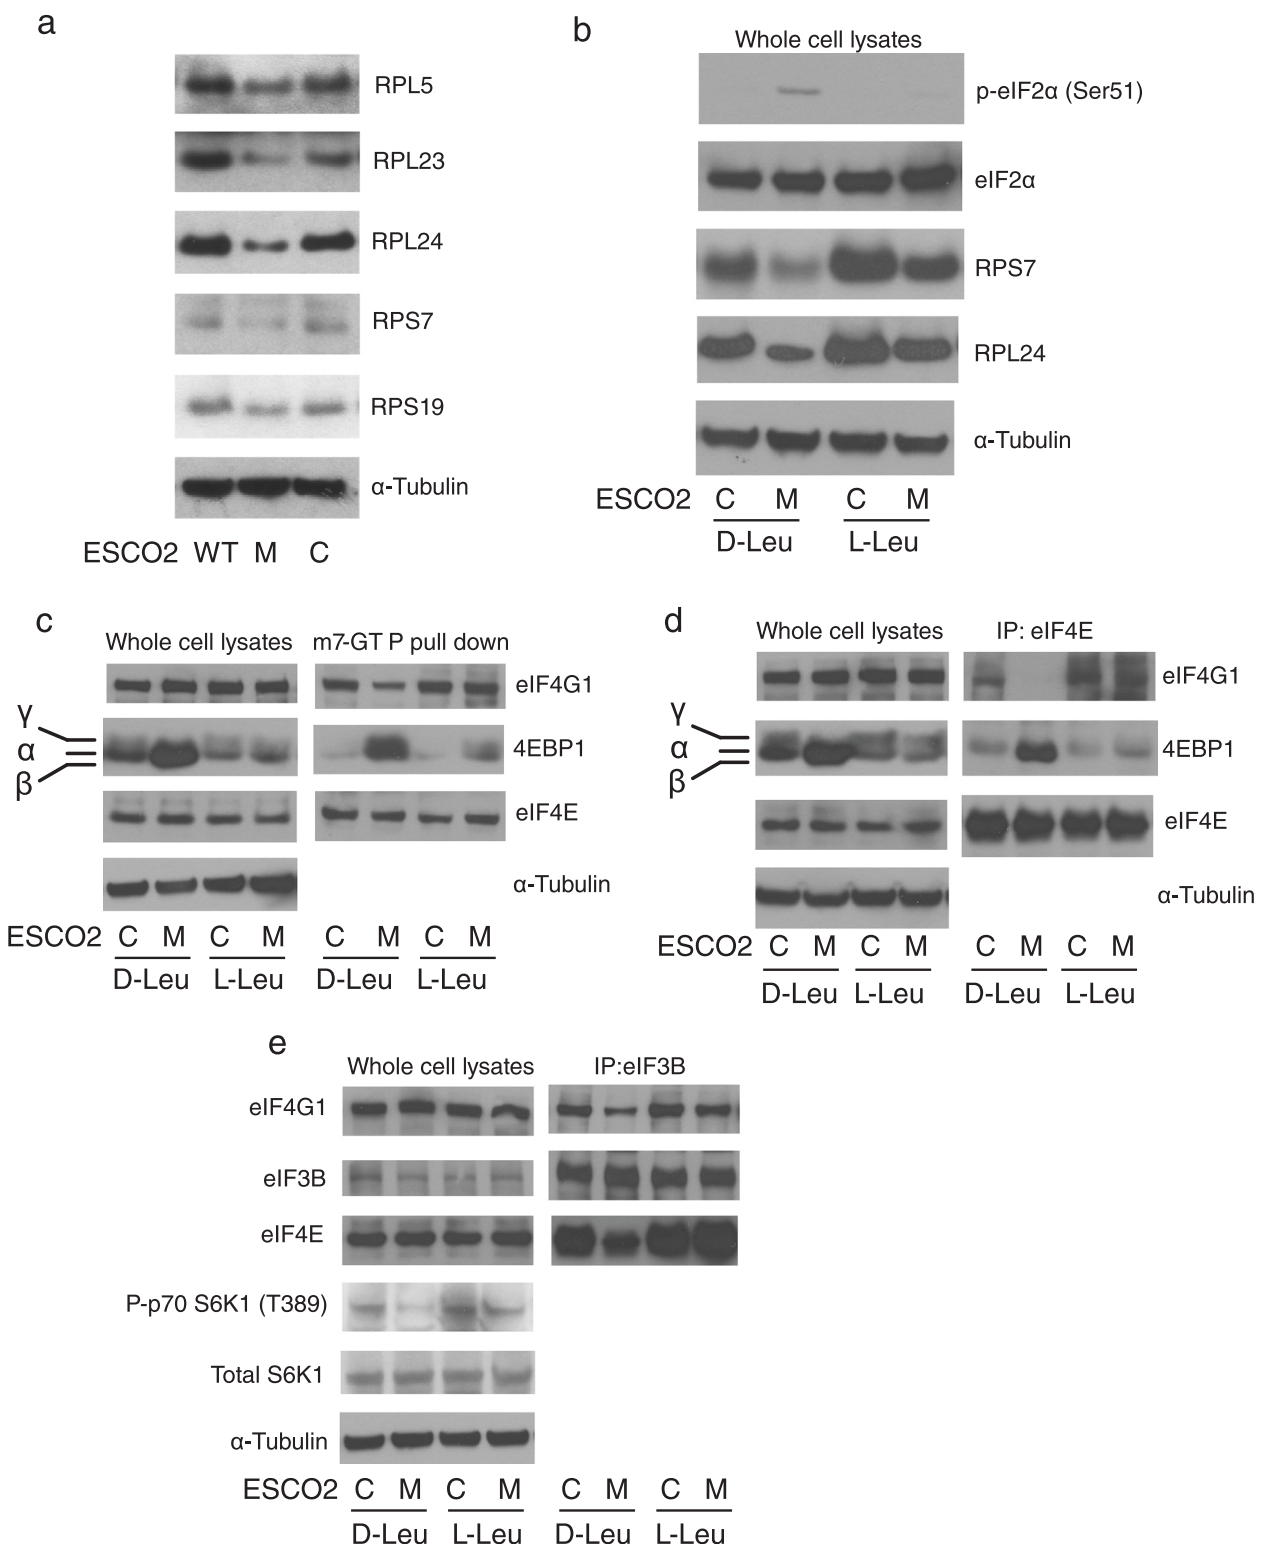 a
RPL5
RPL23
RPL24
RPS7
RPS19
α-Tubulin
ESCO2 WT M C
b
Whole cell lysates
p-eIF2α (Ser51)
eIF2α
RPS7
RPL24
α-Tubulin
ESCO2 C M C M
D-Leu L-Leu
c
Whole cell lysates m7-GT P pull down
eIF4G1
γ
α
β
4EBP1
eIF4E
α-Tubulin
ESCO2 C M C M C M C M
D-Leu L-Leu D-Leu L-Leu
d
Whole cell lysates IP: eIF4E
eIF4G1
γ
α
β
4EBP1
eIF4E
α-Tubulin
ESCO2 C M C M C M C M
D-Leu L-Leu D-Leu L-Leu
e
Whole cell lysates IP:eIF3B
eIF4G1
eIF3B
eIF4E
P-p70 S6K1 (T389)
Total S6K1
α-Tubulin
ESCO2 C M C M C M C M
D-Leu L-Leu D-Leu L-Leu